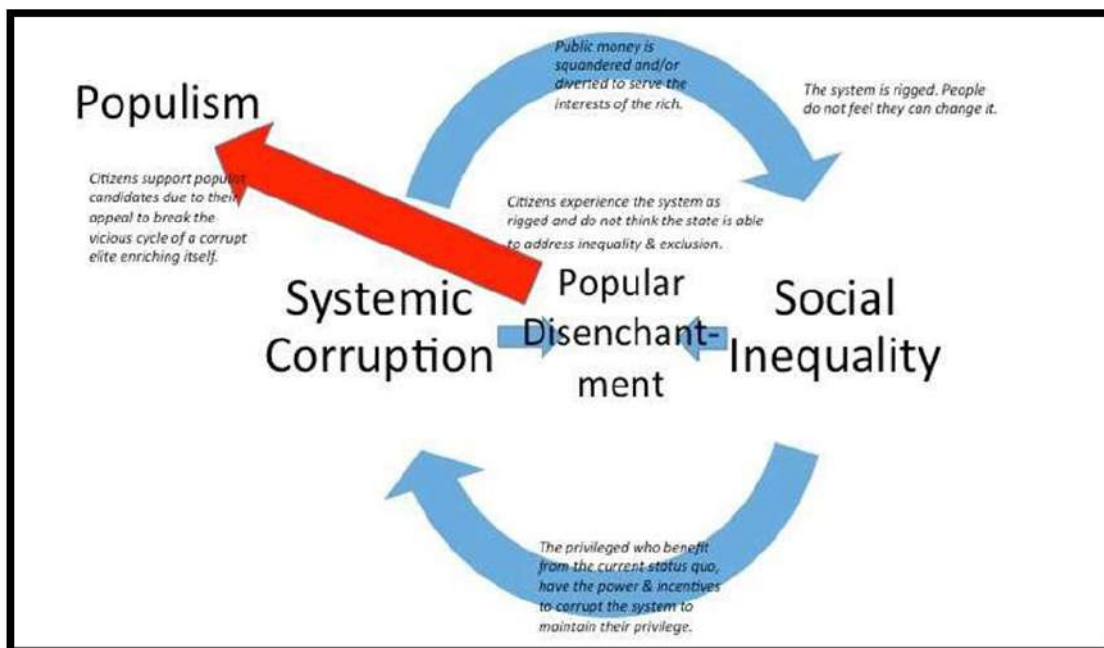 Populism
Citizens support populist
candidates due to their
appeal to break the
vicious cycle of a corrupt
elite enriching itself.
Public money is
squandered and/or
diverted to serve the
interests of the rich.
The system is rigged. People
do not feel they can change it.
Citizens experience the system as
rigged and do not think the state is able
to address inequality & exclusion.
Systemic
Corruption
Popular
Disenchant-
ment
Social
Inequality
The privileged who benefit
from the current status quo,
have the power & incentives
to corrupt the system to
maintain their privilege.